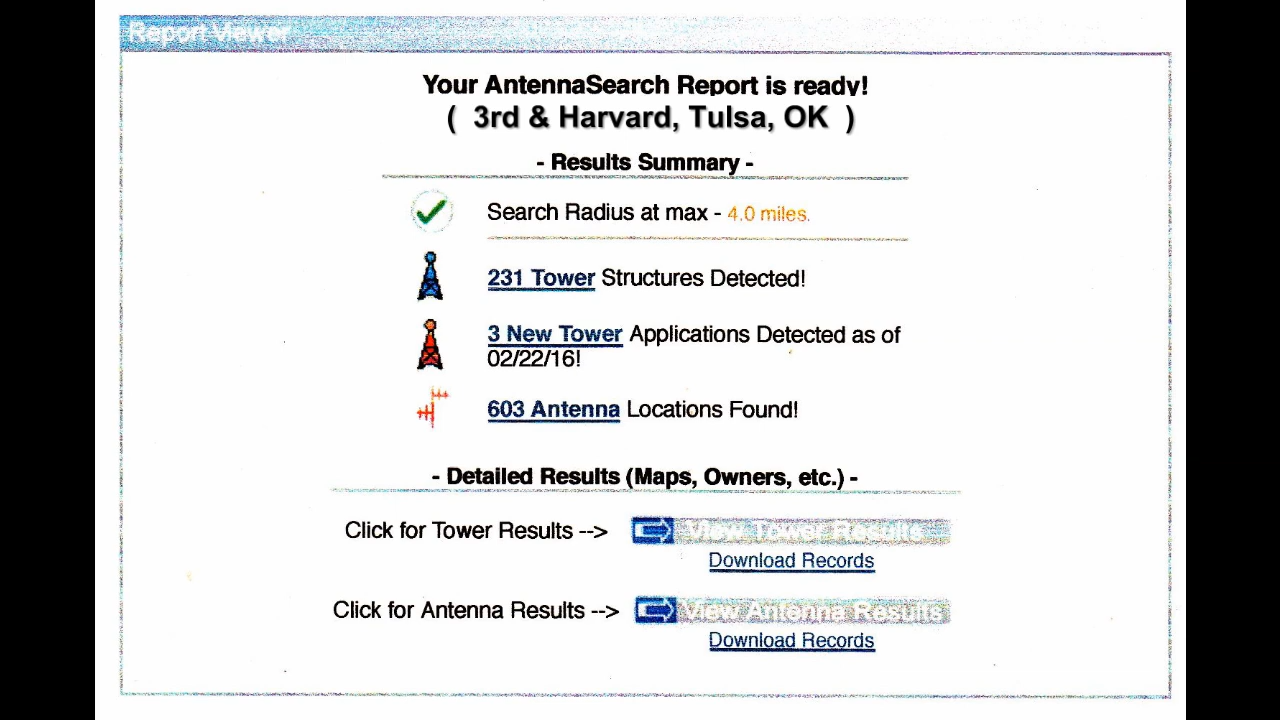 Report Viewer
Your AntennaSearch Report is ready!
( 3rd & Harvard, Tulsa, OK )
- Results Summary -
Search Radius at max - 4.0 miles.
231 Tower Structures Detected!
3 New Tower Applications Detected as of
02/22/16!
603 Antenna Locations Found!
- Detailed Results (Maps, Owners, etc.) -
Click for Tower Results --> View Tower Results
Download Records
Click for Antenna Results --> View Antenna Results
Download Records